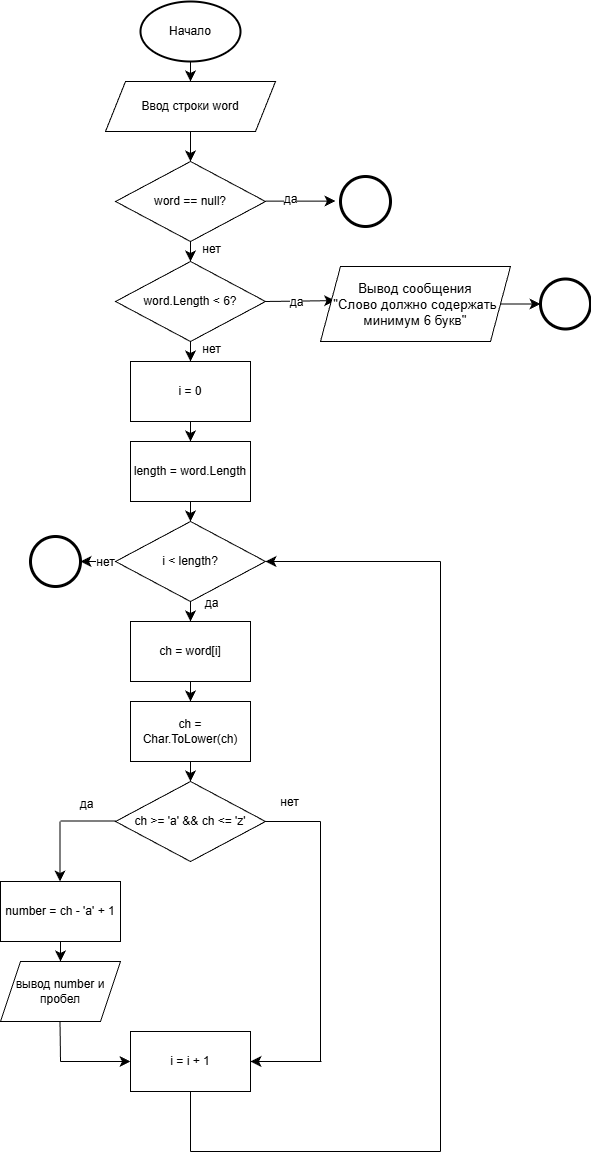 Начало
Ввод строки word
word == null?
да
нет
word.Length < 6?
да
Вывод сообщения
"Слово должно содержать
минимум 6 букв"
нет
i = 0
length = word.Length
i < length?
нет
да
ch = word[i]
ch =
Char.ToLower(ch)
да
нет
ch >= 'a' && ch <= 'z'
number = ch - 'a' + 1
вывод number и
пробел
i = i + 1